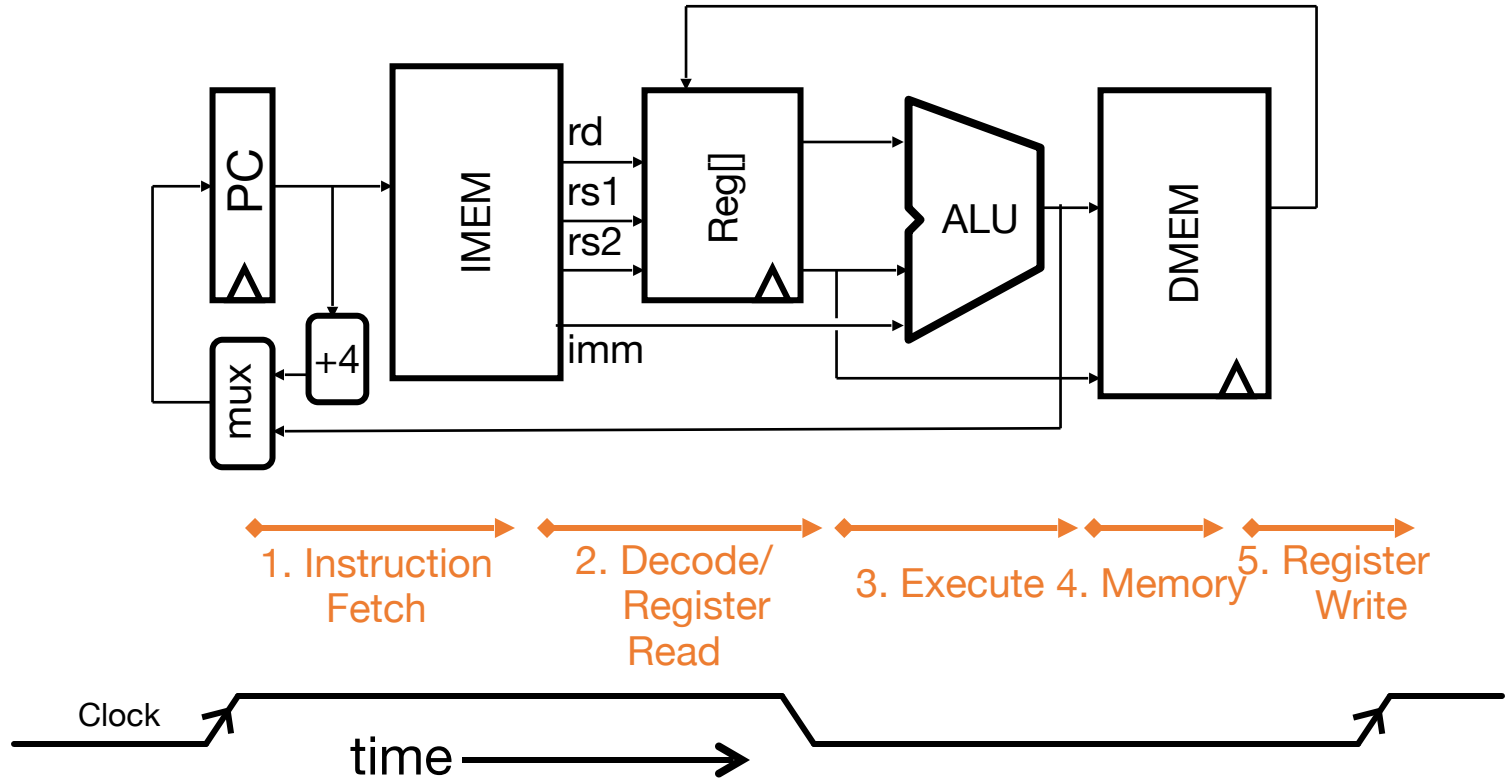 PC
+4
mux
IMEM
rd
rs1
rs2
imm
Reg[]
ALU
DMEM
1. Instruction
Fetch
2. Decode/
Register
Read
3. Execute
4. Memory
5. Register
Write
Clock
time